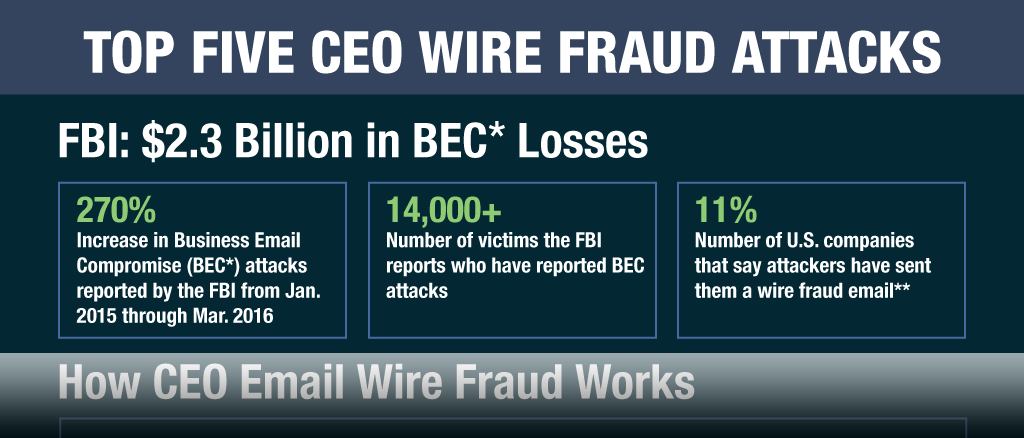 TOP FIVE CEO WIRE FRAUD ATTACKS
FBI: $2.3 Billion in BEC* Losses
270%
Increase in Business Email
Compromise (BEC*) attacks
reported by the FBI from Jan.
2015 through Mar. 2016
14,000+
Number of victims the FBI
reports who have reported BEC
attacks
11%
Number of U.S. companies
that say attackers have sent
them a wire fraud email**
How CEO Email Wire Fraud Works